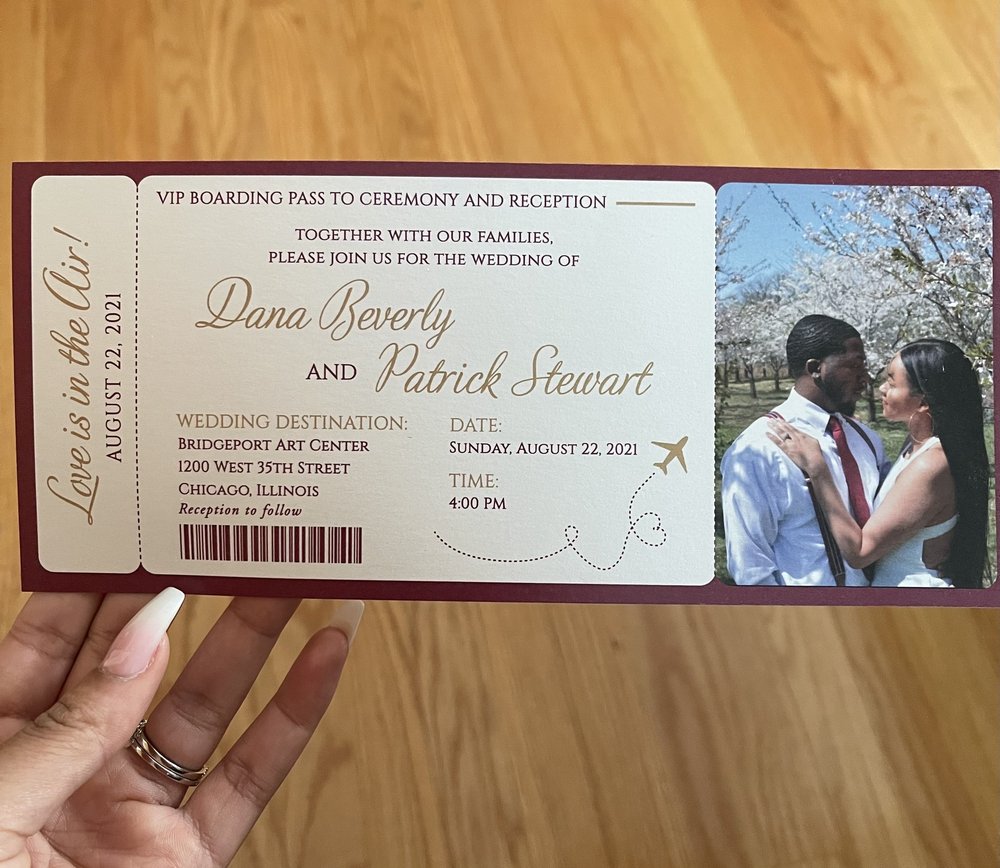 Love is in the Air!
AUGUST 22, 2021
VIP BOARDING PASS TO CEREMONY AND RECEPTION
TOGETHER WITH OUR FAMILIES,
PLEASE JOIN US FOR THE WEDDING OF
Dana Beverly
AND Patrick Stewart
WEDDING DESTINATION:
BRIDGEPORT ART CENTER
1200 WEST 35TH STREET
CHICAGO, ILLINOIS
Reception to follow
DATE:
SUNDAY, AUGUST 22, 2021
TIME:
4:00 PM